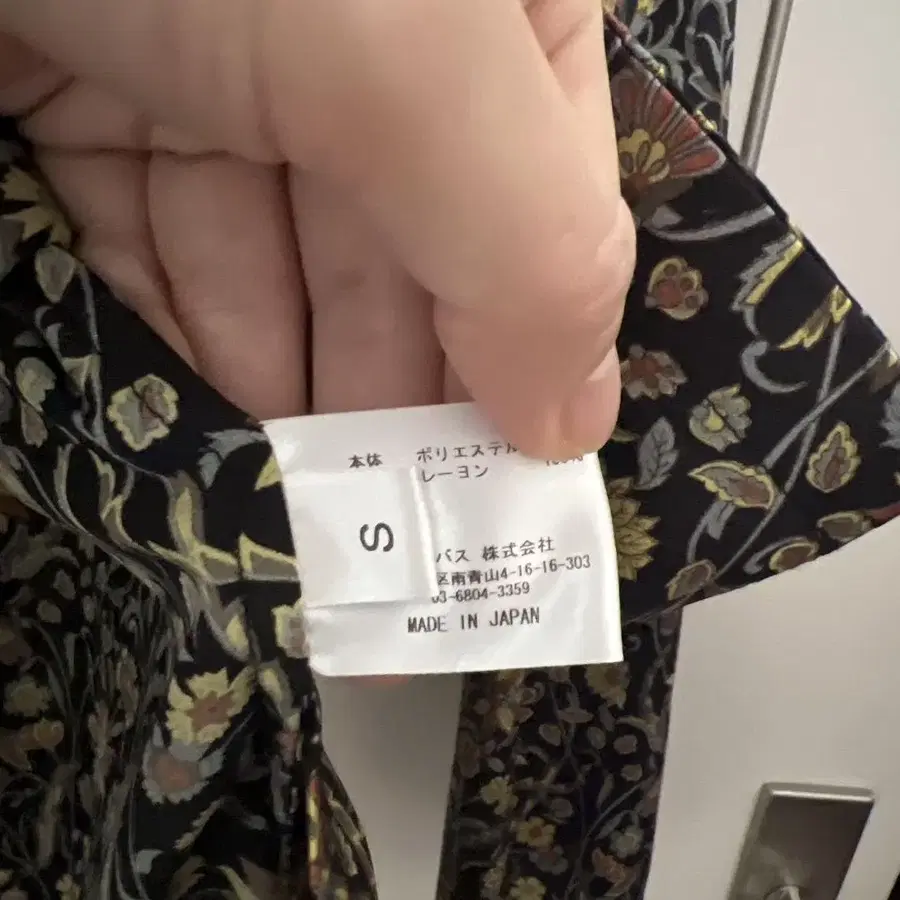 本体 ポリエステル
レーヨン 100%
S
バス 株式会社
区南青山4-16-16-303
03-6804-3359
MADE IN JAPAN